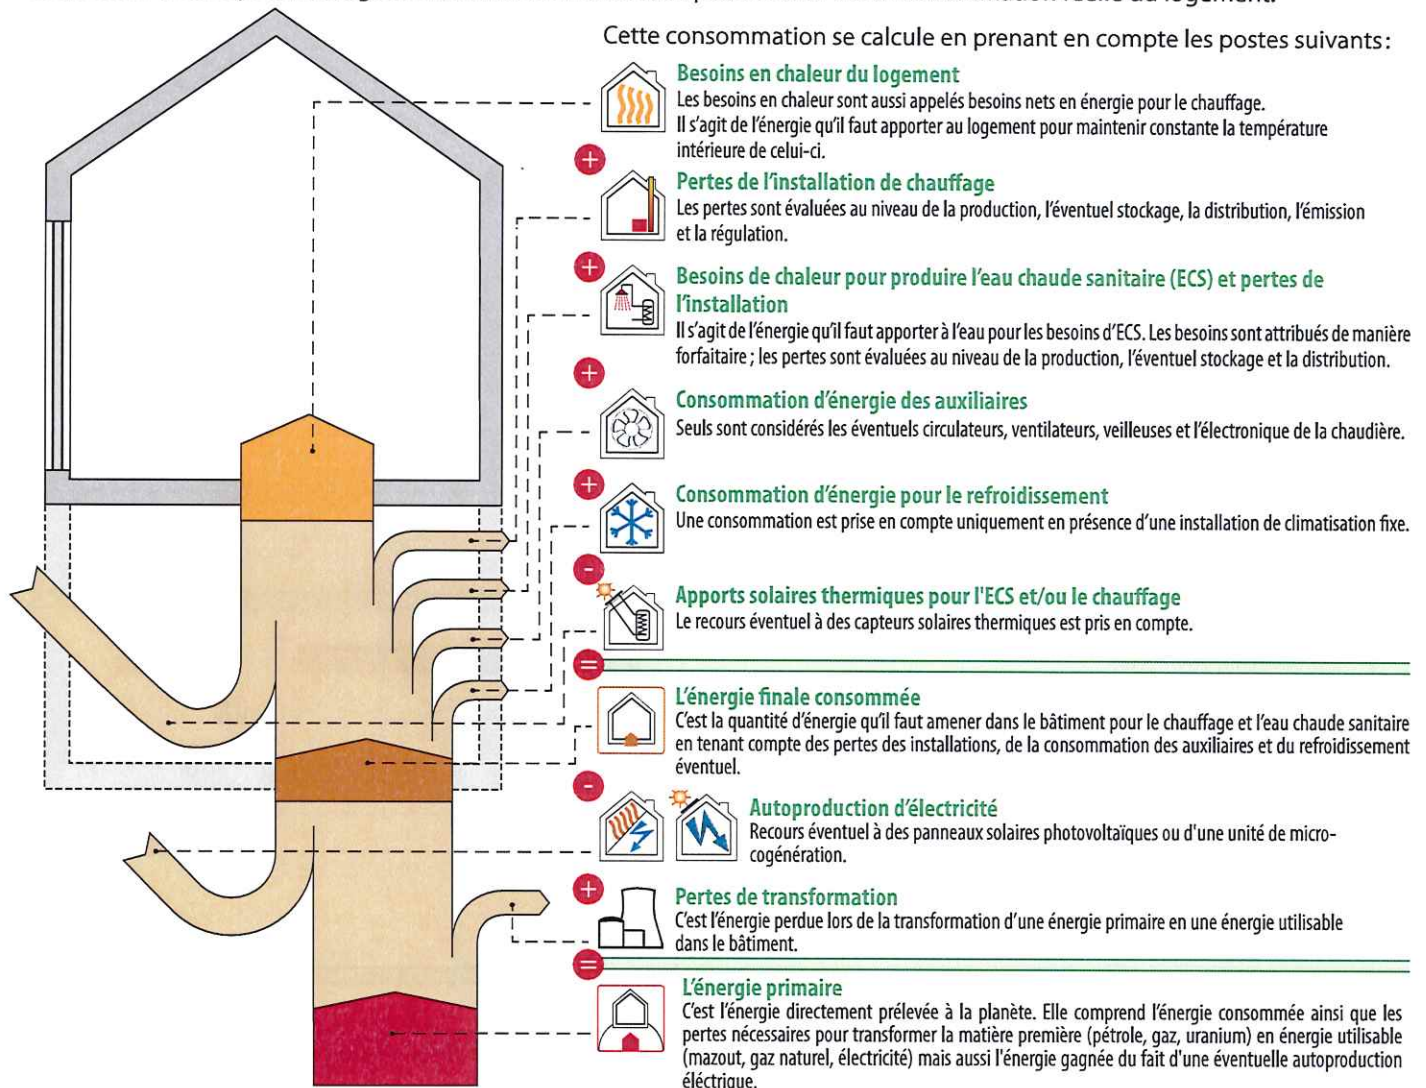 logement.
Cette consommation se calcule en prenant en compte les postes suivants:
Besoins en chaleur du logement
Les besoins en chaleur sont aussi appelés besoins nets en énergie pour le chauffage.
Il s'agit de l'énergie qu'il faut apporter au logement pour maintenir constante la température
intérieure de celui-ci.
+
Pertes de l'installation de chauffage
Les pertes sont évaluées au niveau de la production, l'éventuel stockage, la distribution, l'émission
et la régulation.
+
Besoins de chaleur pour produire l'eau chaude sanitaire (ECS) et pertes de
l'installation
Il s'agit de l'énergie qu'il faut apporter à l'eau pour les besoins d'ECS. Les besoins sont attribués de manière
forfaitaire ; les pertes sont évaluées au niveau de la production, l'éventuel stockage et la distribution.
+
Consommation d'énergie des auxiliaires
Seuls sont considérés les éventuels circulateurs, ventilateurs, veilleuses et l'électronique de la chaudière.
+
Consommation d'énergie pour le refroidissement
Une consommation est prise en compte uniquement en présence d'une installation de climatisation fixe.
-
Apports solaires thermiques pour l'ECS et/ou le chauffage
Le recours éventuel à des capteurs solaires thermiques est pris en compte.
=
L'énergie finale consommée
C'est la quantité d'énergie qu'il faut amener dans le bâtiment pour le chauffage et l'eau chaude sanitaire
en tenant compte des pertes des installations, de la consommation des auxiliaires et du refroidissement
éventuel.
-
Autoproduction d'électricité
Recours éventuel à des panneaux solaires photovoltaïques ou d'une unité de micro-
cogénération.
+
Pertes de transformation
C'est l'énergie perdue lors de la transformation d'une énergie primaire en une énergie utilisable
dans le bâtiment.
=
L'énergie primaire
C'est l'énergie directement prélevée à la planète. Elle comprend l'énergie consommée ainsi que les
pertes nécessaires pour transformer la matière première (pétrole, gaz, uranium) en énergie utilisable
(mazout, gaz naturel, électricité) mais aussi l'énergie gagnée du fait d'une éventuelle autoproduction
éléctrique.